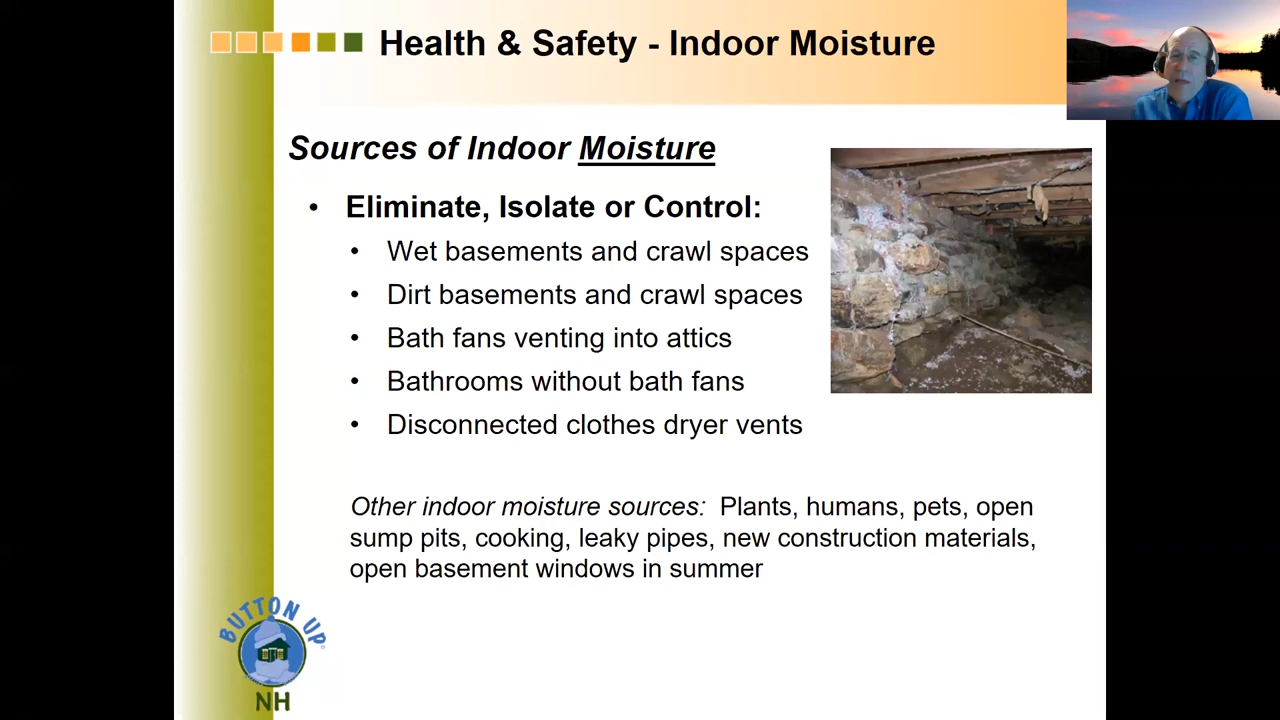 Health & Safety - Indoor Moisture
Sources of Indoor Moisture
• Eliminate, Isolate or Control:
• Wet basements and crawl spaces
• Dirt basements and crawl spaces
• Bath fans venting into attics
• Bathrooms without bath fans
• Disconnected clothes dryer vents
Other indoor moisture sources: Plants, humans, pets, open
sump pits, cooking, leaky pipes, new construction materials,
open basement windows in summer
BUTTON UP
NH